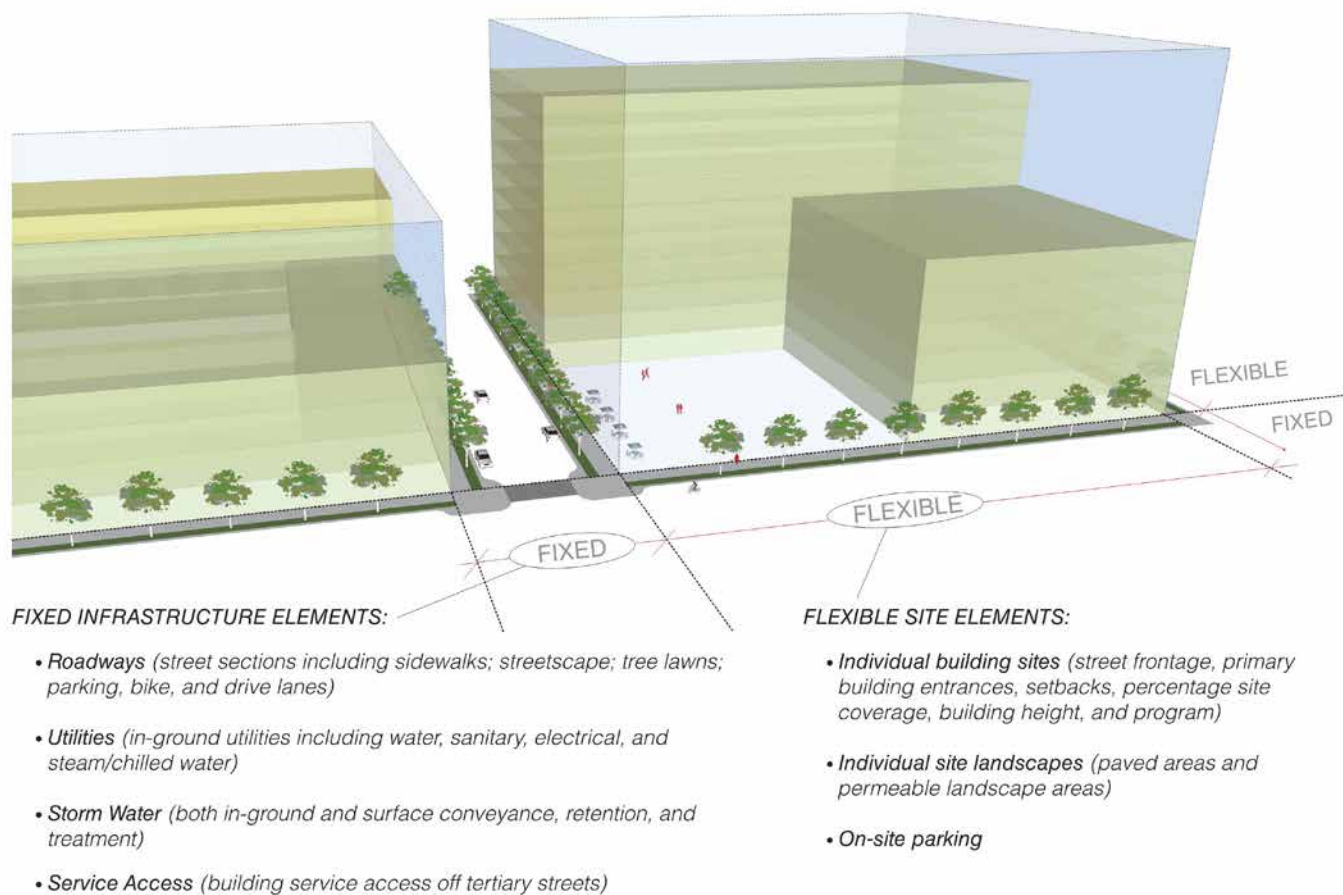 FLEXIBLE
FIXED
FLEXIBLE
FIXED
FIXED INFRASTRUCTURE ELEMENTS:
• Roadways (street sections including sidewalks; streetscape; tree lawns;
parking, bike, and drive lanes)
• Utilities (in-ground utilities including water, sanitary, electrical, and
steam/chilled water)
• Storm Water (both in-ground and surface conveyance, retention, and
treatment)
• Service Access (building service access off tertiary streets)
FLEXIBLE SITE ELEMENTS:
• Individual building sites (street frontage, primary
building entrances, setbacks, percentage site
coverage, building height, and program)
• Individual site landscapes (paved areas and
permeable landscape areas)
• On-site parking